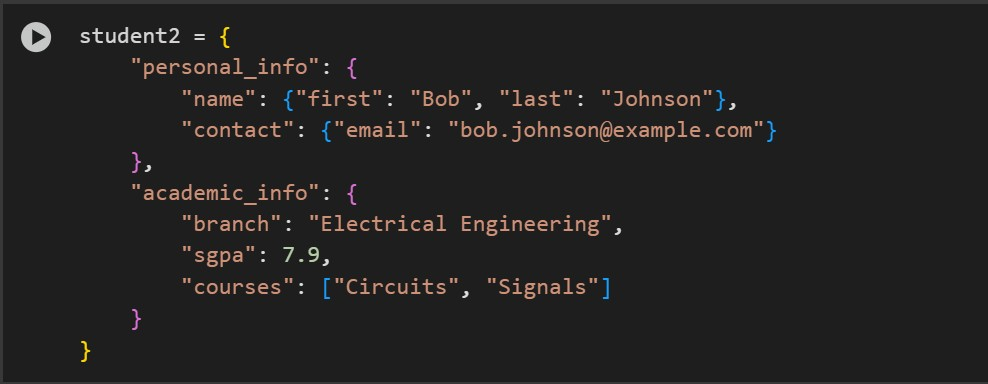 student2 = {
    "personal_info": {
        "name": {"first": "Bob", "last": "Johnson"},
        "contact": {"email": "bob.johnson@example.com"}
    },
    "academic_info": {
        "branch": "Electrical Engineering",
        "sgpa": 7.9,
        "courses": ["Circuits", "Signals"]
    }
}